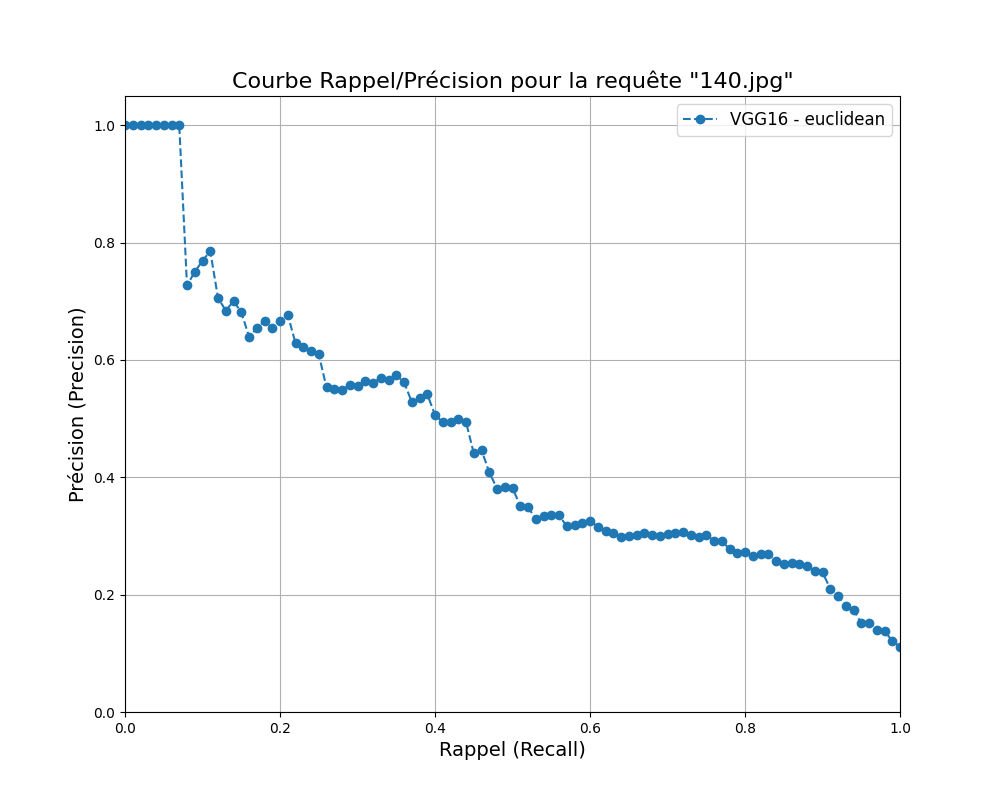 Courbe Rappel/Précision pour la requête "140.jpg"
VGG16 - euclidean
Précision (Precision)
1.0
0.8
0.6
0.4
0.2
0.0
0.0 0.2 0.4 0.6 0.8 1.0
Rappel (Recall)